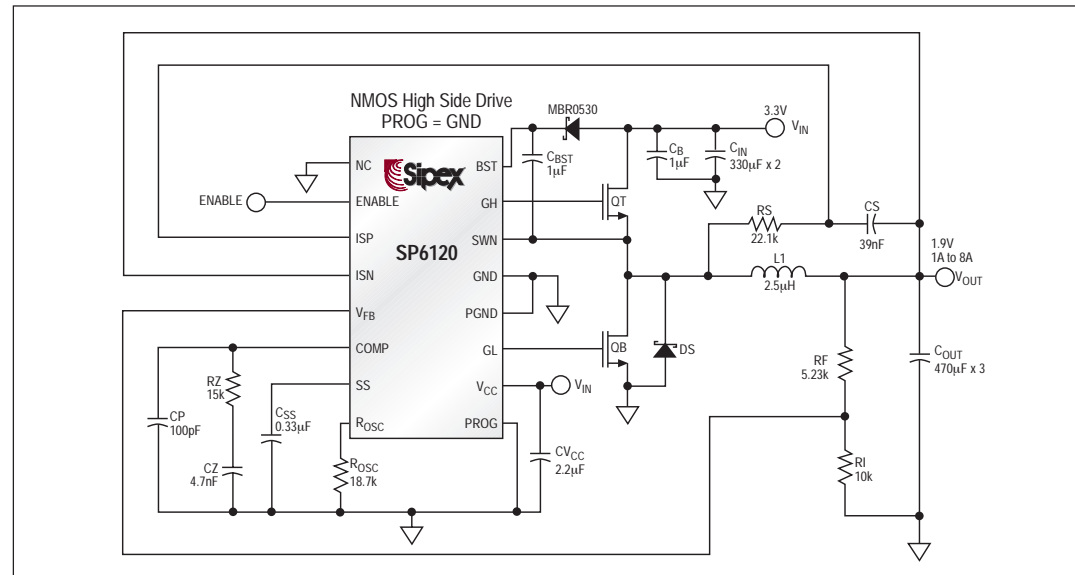 NMOS High Side Drive
PROG = GND
MBR0530
3.3V
VIN
CBST
1µF
CB
1µF
CIN
330µF x 2
NC
Sipex
BST
ENABLE
ENABLE
GH
QT
RS
22.1k
CS
39nF
ISP
SWN
SP6120
1.9V
1A to 8A
VOUT
ISN
GND
L1
2.5µH
VFB
PGND
COMP
GL
QB
DS
RF
5.23k
COUT
470µF x 3
RZ
15k
SS
VCC
VIN
CP
100pF
CSS
0.33µF
ROSC
PROG
CZ
4.7nF
ROSC
18.7k
CVCC
2.2µF
RI
10k